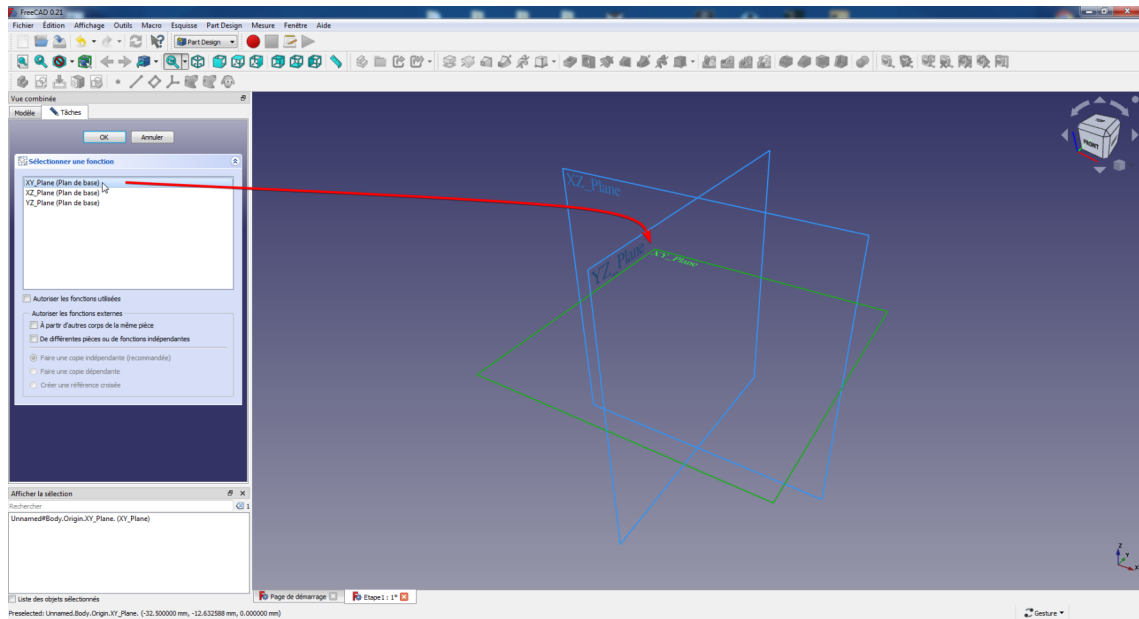 FreeCAD 0.21
Fichier Édition Affichage Outils Macro Esquisse Part Design Mesure Fenêtre Aide
Part Design
Vue combinée
Modèle Tâches
OK Annuler
Sélectionner une fonction
XY_Plane (Plan de base)
XZ_Plane (Plan de base)
YZ_Plane (Plan de base)
Autoriser les fonctions utilisées
Autoriser les fonctions externes
À partir d'autres corps de la même pièce
De différentes pièces ou de fonctions indépendantes
Faire une copie indépendante (recommandée)
Faire une copie dépendante
Créer une référence croisée
XZ_Plane
YZ_Plane
XY_Plane
FRONT
Afficher la sélection
Rechercher 1
Unnamed#Body.Origin.XY_Plane. (XY_Plane)
Z
Y
X
Liste des objets sélectionnés
Page de démarrage Etape1 : 1*
Preselected: Unnamed.Body.Origin.XY_Plane. (-32.500000 mm, -12.632588 mm, 0.000000 mm)
Gesture